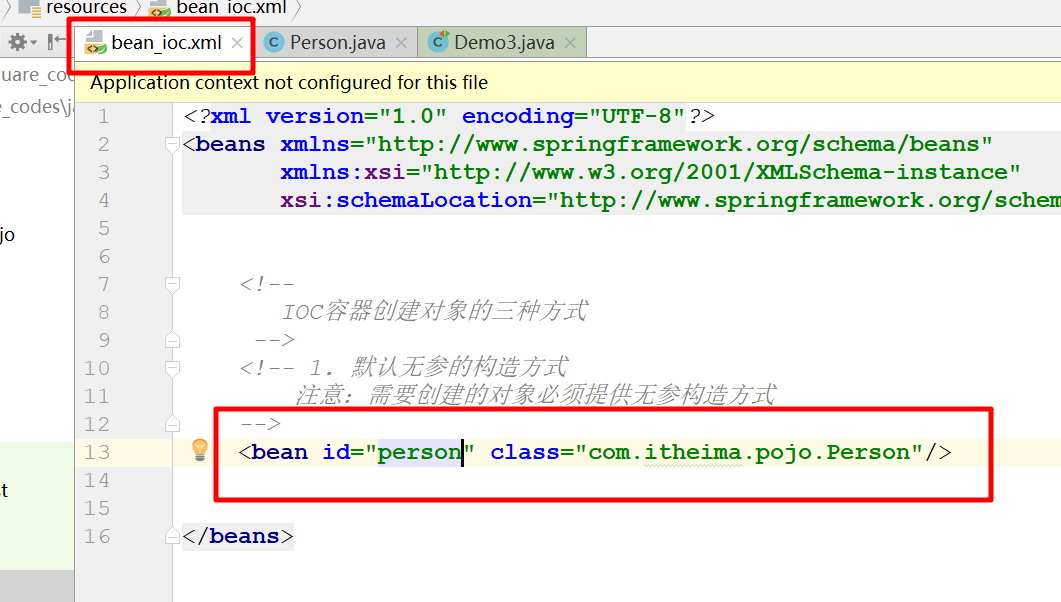 resources bean_ioc.xml
bean_ioc.xml Person.java Demo3.java
Application context not configured for this file
1 <?xml version="1.0" encoding="UTF-8"?>
2 <beans xmlns="http://www.springframework.org/schema/beans"
3 xmlns:xsi="http://www.w3.org/2001/XMLSchema-instance"
4 xsi:schemaLocation="http://www.springframework.org/schem
5
6
7 <!--
8 IOC容器创建对象的三种方式
9 -->
10 <!-- 1. 默认无参的构造方式
11 注意：需要创建的对象必须提供无参构造方式
12 -->
13 <bean id="person" class="com.itheima.pojo.Person"/>
14
15
16 </beans>